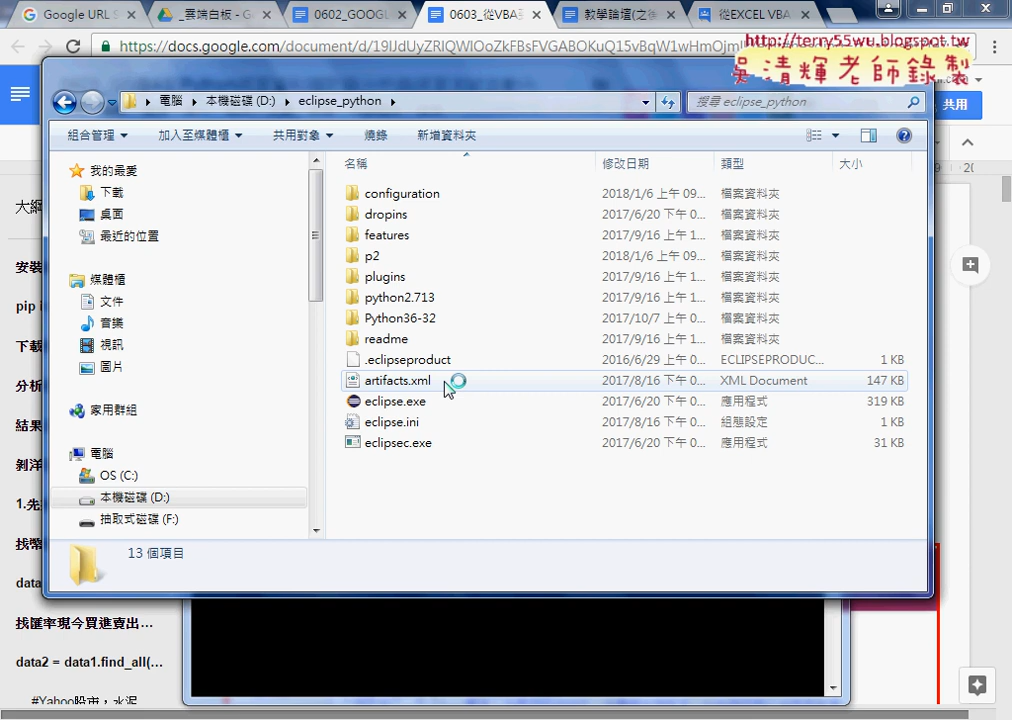 Google URL S
_雲端白板 - G
0602_GOOGL
0603_從VBA至
教學論壇(之後
從EXCEL VBA
https://docs.google.com/document/d/19IJdUyZRlQWIOoZkFBsFVGABOKuQ15vBqW1wHmOjm
http://terry55wu.blogspot.tw
吳清輝老師錄製
電腦 ▸ 本機磁碟 (D:) ▸ eclipse_python ▸
搜尋 eclipse_python
共用
組合管理 加入至媒體櫃 共用對象 燒錄 新增資料夾
名稱 修改日期 類型 大小
我的最愛
下載
桌面
最近的位置
媒體櫃
文件
音樂
視訊
圖片
家用群組
電腦
OS (C:)
本機磁碟 (D:)
抽取式磁碟 (F:)
configuration 2018/1/6 上午 09... 檔案資料夾
dropins 2017/6/20 下午 0... 檔案資料夾
features 2017/9/16 上午 1... 檔案資料夾
p2 2018/1/6 上午 09... 檔案資料夾
plugins 2017/9/16 上午 1... 檔案資料夾
python2.713 2017/9/16 上午 1... 檔案資料夾
Python36-32 2017/10/7 上午 0... 檔案資料夾
readme 2017/9/16 上午 1... 檔案資料夾
.eclipseproduct 2016/6/29 上午 0... ECLIPSEPRODUC... 1 KB
artifacts.xml 2017/8/16 下午 0... XML Document 147 KB
eclipse.exe 2017/6/20 下午 0... 應用程式 319 KB
eclipse.ini 2017/8/16 下午 0... 組態設定 1 KB
eclipsec.exe 2017/6/20 下午 0... 應用程式 31 KB
13 個項目
大綱
安裝
pip i
下載
分析
結果
剝洋
1.先
找幣
data
找匯率現今買進賣出...
data2 = data1.find_all(...
#Yahoo股市，水泥